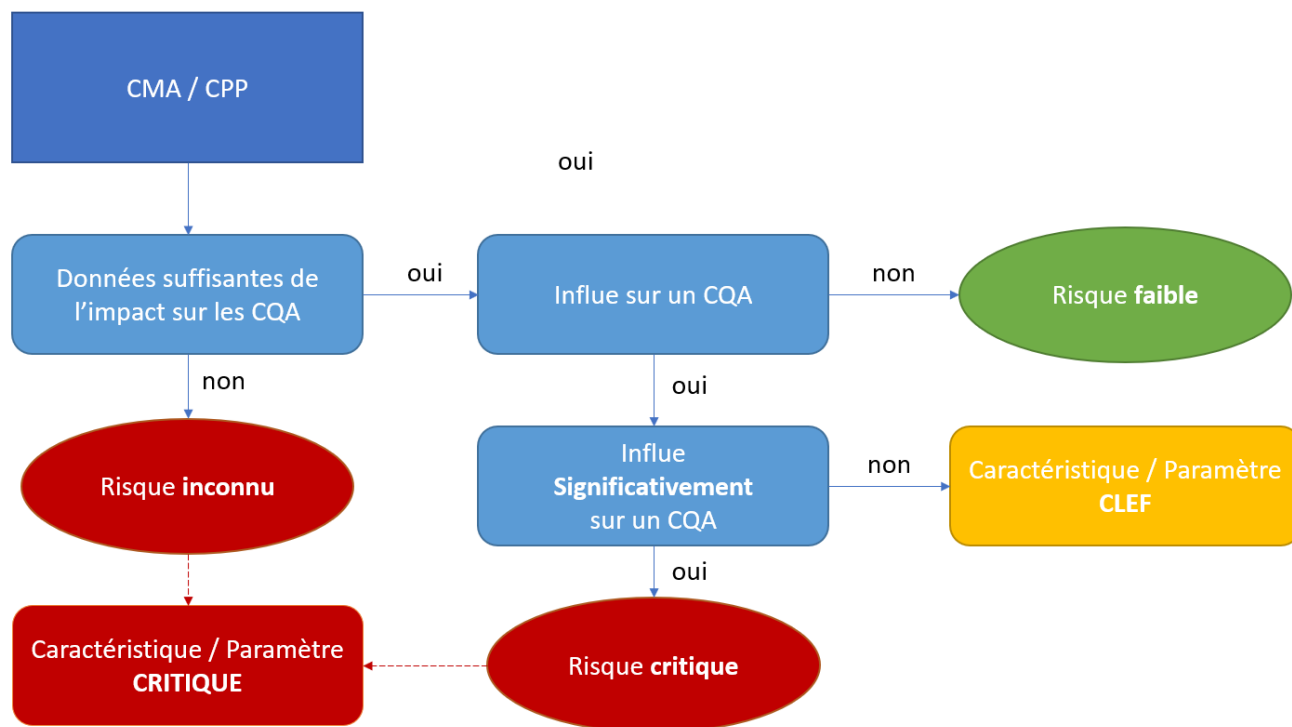 CMA / CPP
oui
Données suffisantes de
l’impact sur les CQA
oui
Influe sur un CQA
non
Risque faible
non
oui
Risque inconnu
Influe
Significativement
sur un CQA
non
Caractéristique / Paramètre
CLEF
oui
Caractéristique / Paramètre
CRITIQUE
Risque critique